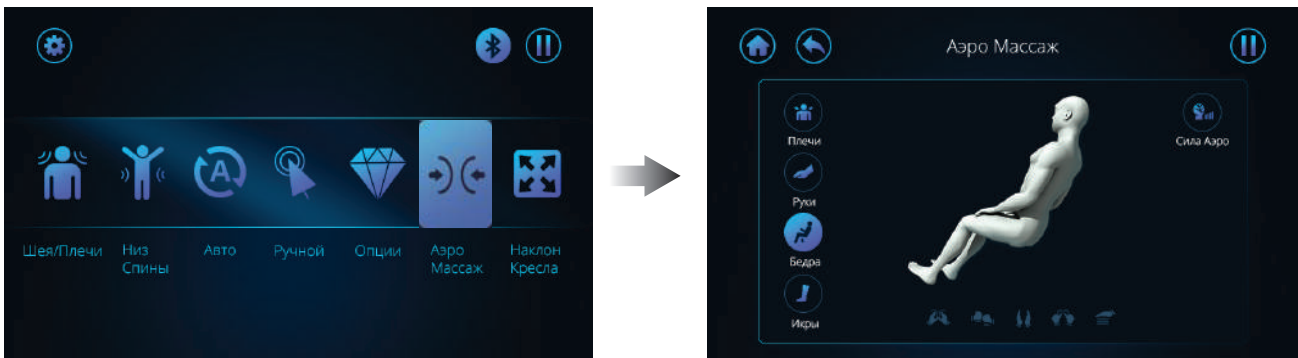 Шея/Плечи
Низ
Спины
Авто
Ручной
Опции
Аэро
Массаж
Наклон
Кресла
Аэро Массаж
Плечи
Руки
Бедра
Икры
Сила Аэро